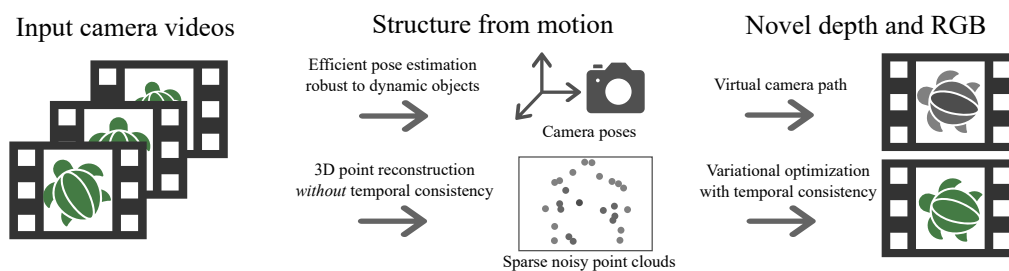 Input camera videos
Structure from motion
Novel depth and RGB
Efficient pose estimation
robust to dynamic objects
Camera poses
Virtual camera path
3D point reconstruction
without temporal consistency
Sparse noisy point clouds
Variational optimization
with temporal consistency